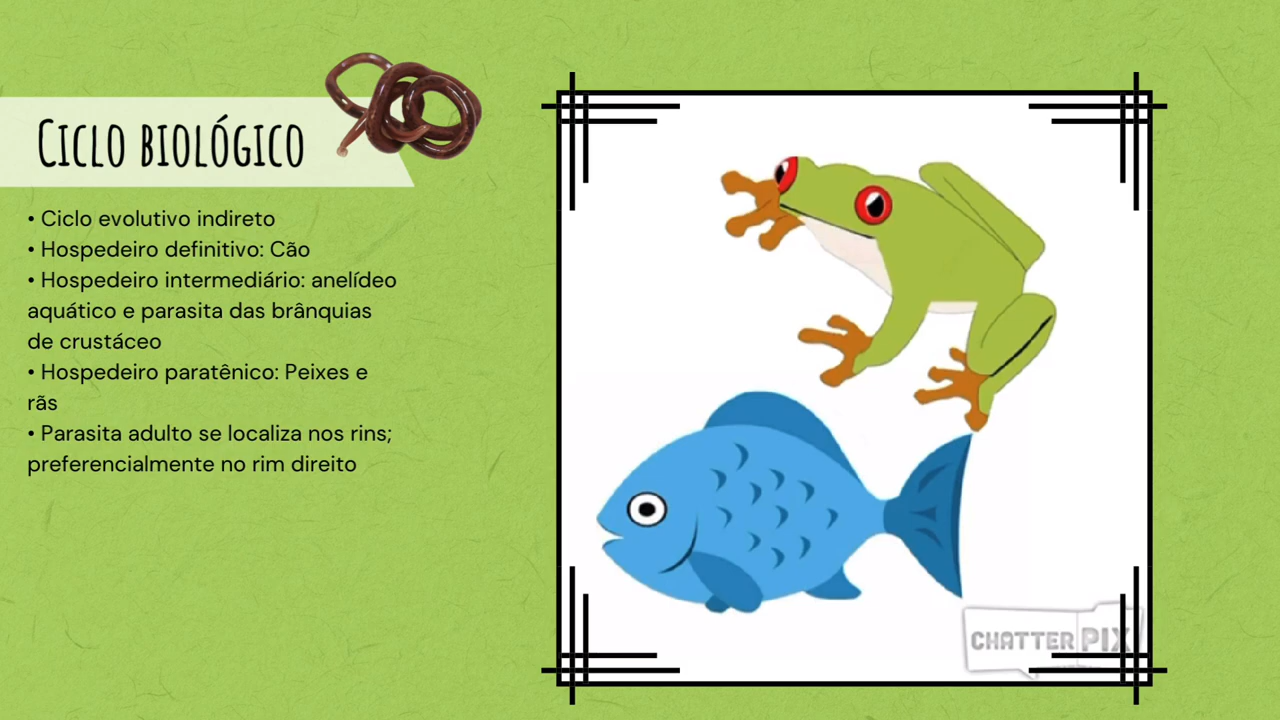 Ciclo biológico
• Ciclo evolutivo indireto
• Hospedeiro definitivo: Cão
• Hospedeiro intermediário: anelídeo
aquático e parasita das brânquias
de crustáceo
• Hospedeiro paratênico: Peixes e
rãs
• Parasita adulto se localiza nos rins;
preferencialmente no rim direito
CHATTER PIX